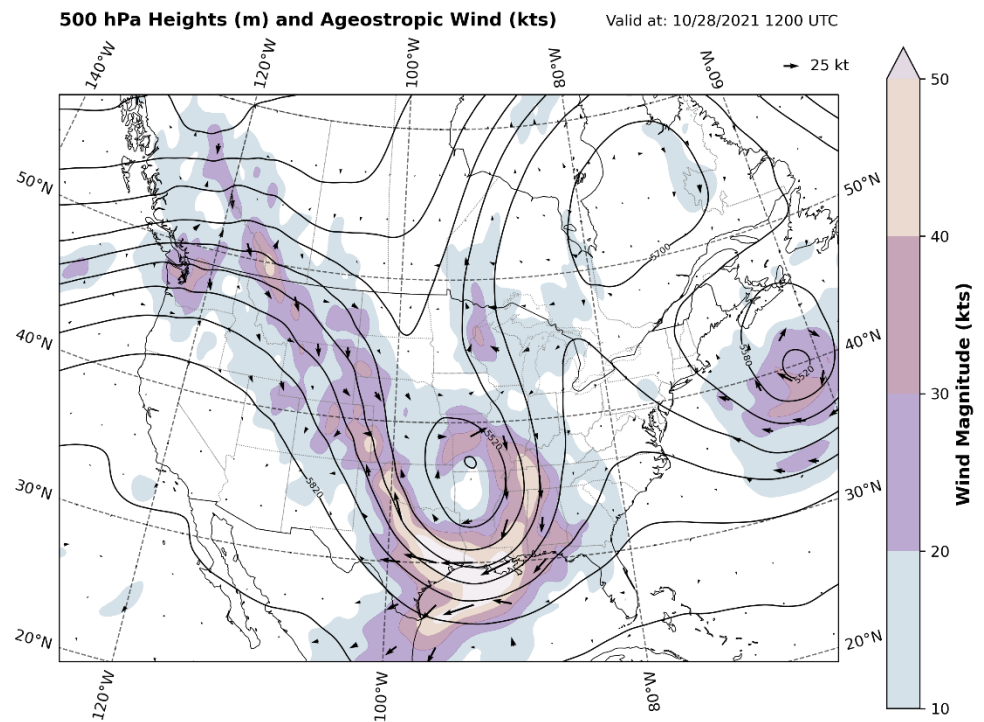 500 hPa Heights (m) and Ageostropic Wind (kts)
Valid at: 10/28/2021 1200 UTC
140°W
120°W
100°W
80°W
60°W
25 kt
50
50°N
50°N
5700
40
40°N
40°N
5580
5520
30
5520
30°N
30°N
5820
20
20°N
20°N
120°W
100°W
80°W
10
Wind Magnitude (kts)